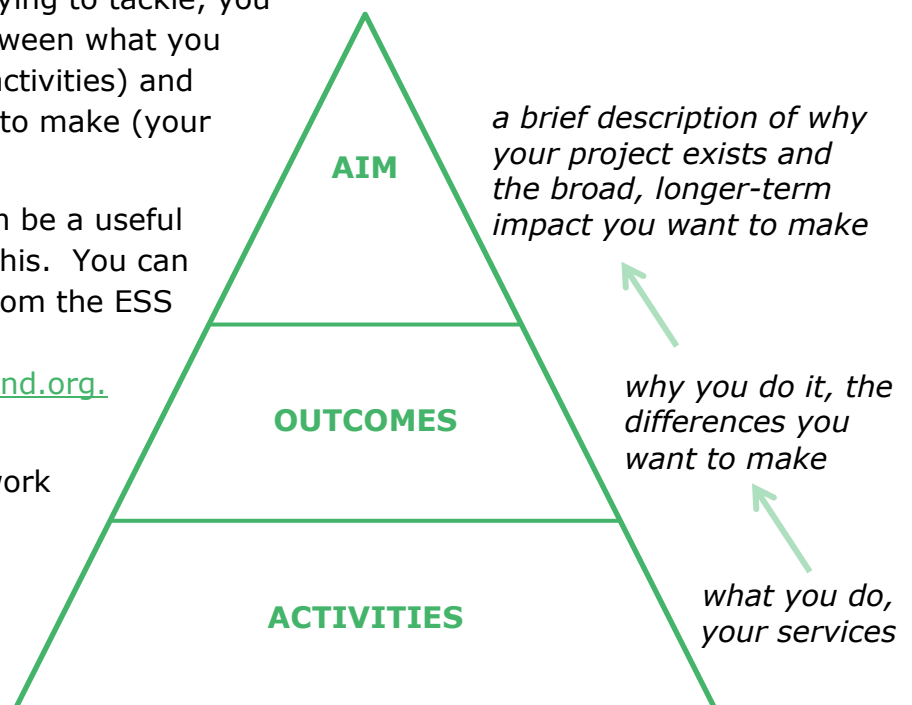 ying to tackle, you
ween what you
activities) and
to make (your
n be a useful
his. You can
om the ESS
nd.org.
work
AIM
a brief description of why
your project exists and
the broad, longer-term
impact you want to make
OUTCOMES
why you do it, the
differences you
want to make
ACTIVITIES
what you do,
your services